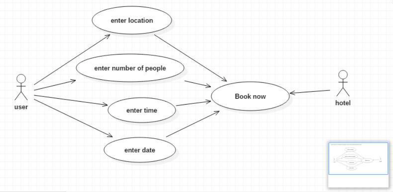 enter location
enter number of people
user
enter time
enter date
Book now
hotel